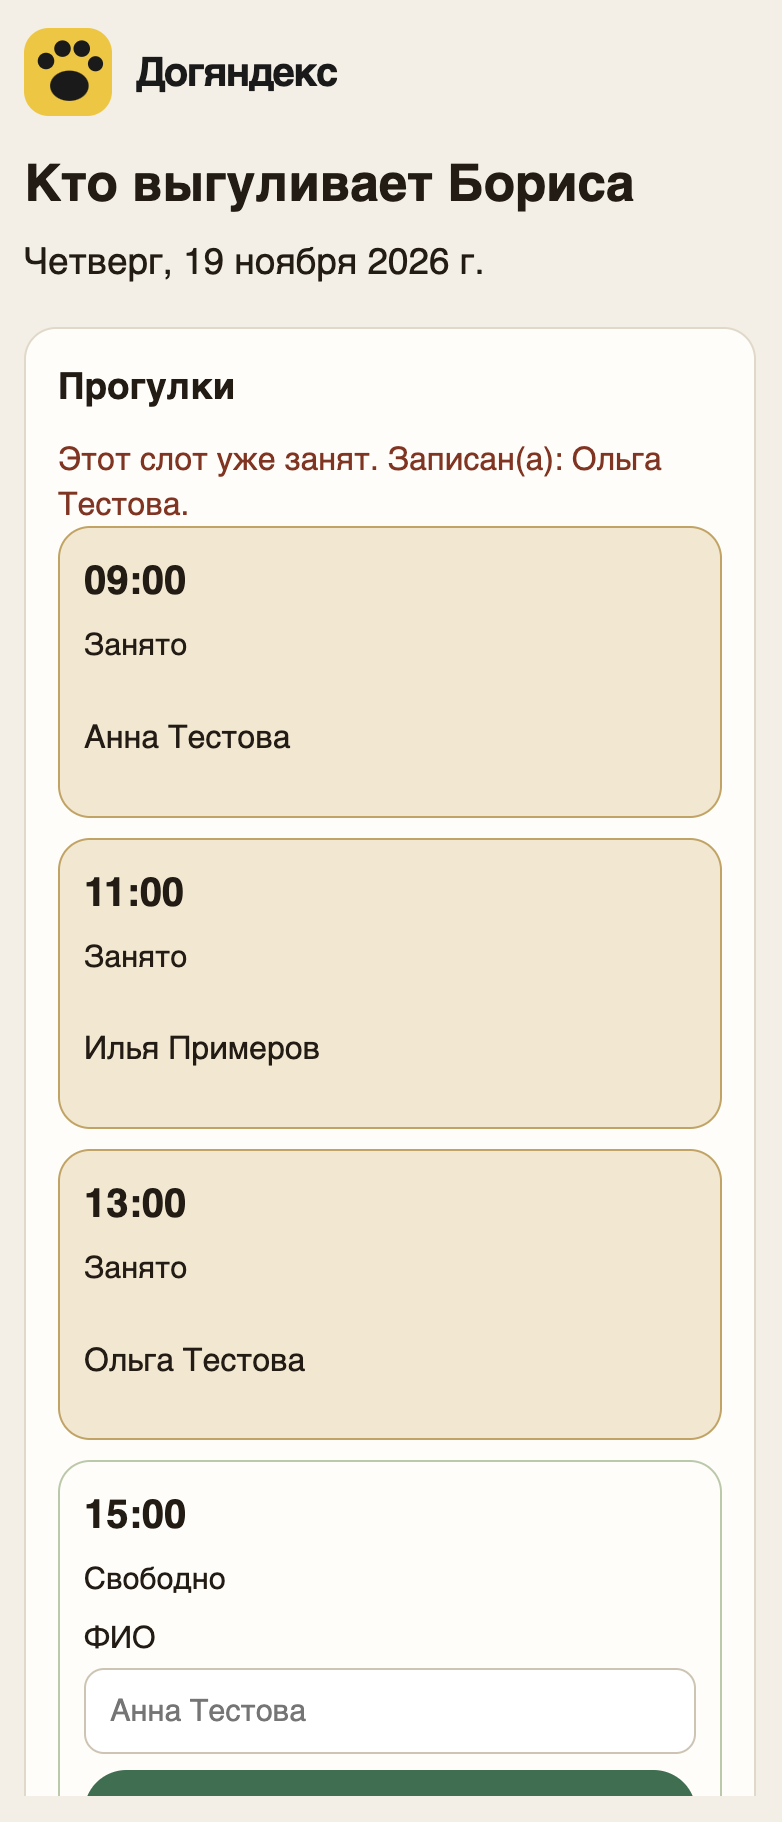 Догяндекс
Кто выгуливает Бориса
Четверг, 19 ноября 2026 г.
Прогулки
Этот слот уже занят. Записан(а): Ольга
Тестова.
09:00
Занято
Анна Тестова
11:00
Занято
Илья Примеров
13:00
Занято
Ольга Тестова
15:00
Свободно
ФИО
Анна Тестова